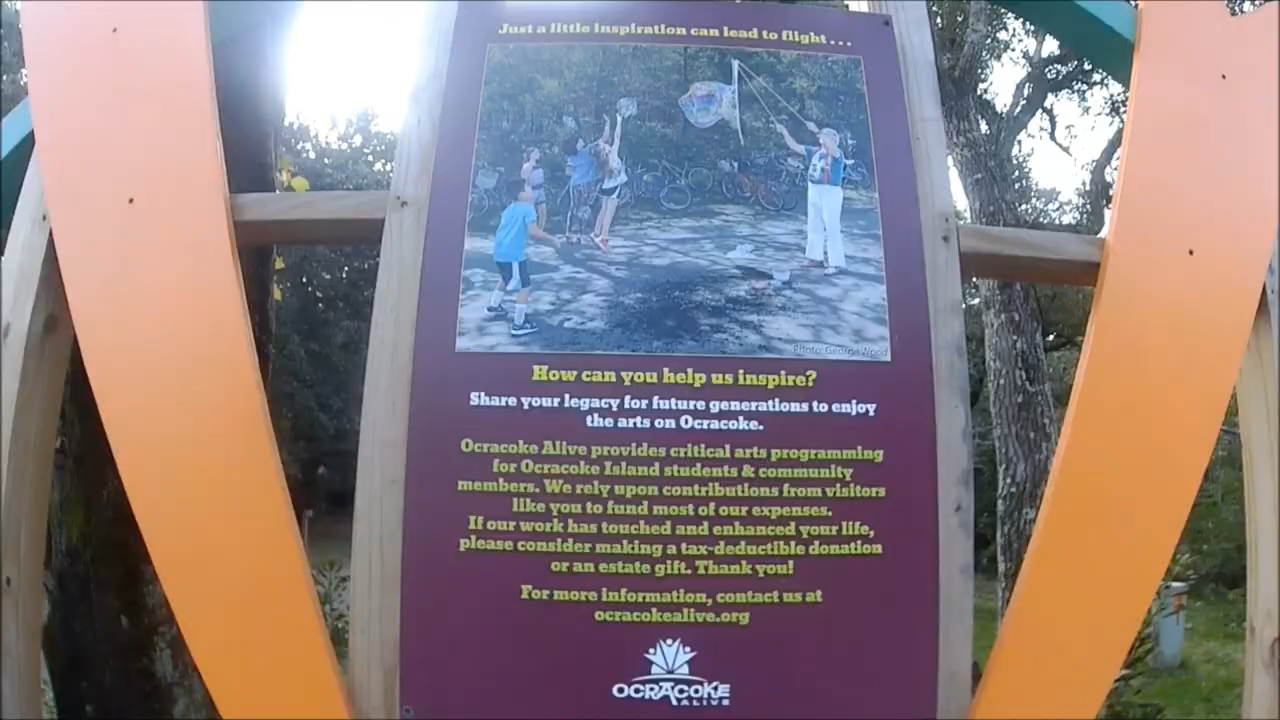 Just a little inspiration can lead to flight . . .
Photo: George Wood
How can you help us inspire?
Share your legacy for future generations to enjoy
the arts on Ocracoke.
Ocracoke Alive provides critical arts programming
for Ocracoke Island students & community
members. We rely upon contributions from visitors
like you to fund most of our expenses.
If our work has touched and enhanced your life,
please consider making a tax-deductible donation
or an estate gift. Thank you!
For more information, contact us at
ocracokealive.org
OCRACOKE
ALIVE